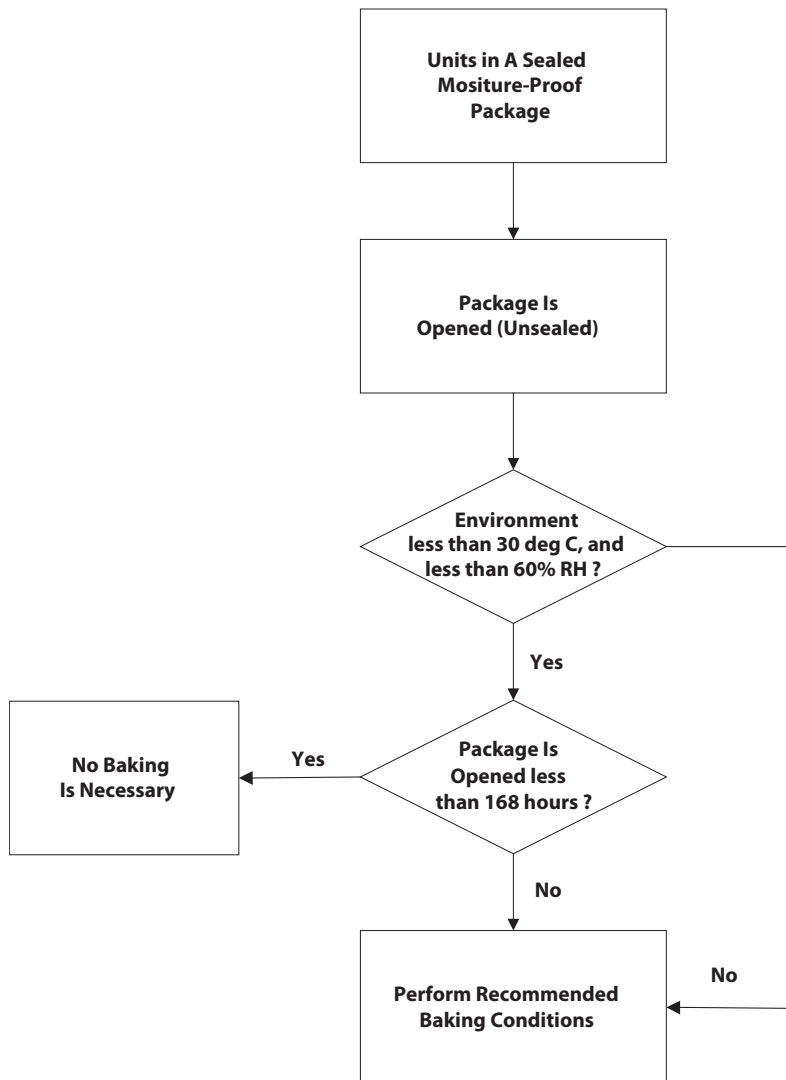 Units in A Sealed
Mositure-Proof
Package
Package Is
Opened (Unsealed)
Environment
less than 30 deg C, and
less than 60% RH ?
Yes
No Baking
Is Necessary
Yes
Package Is
Opened less
than 168 hours ?
No
Perform Recommended
Baking Conditions
No